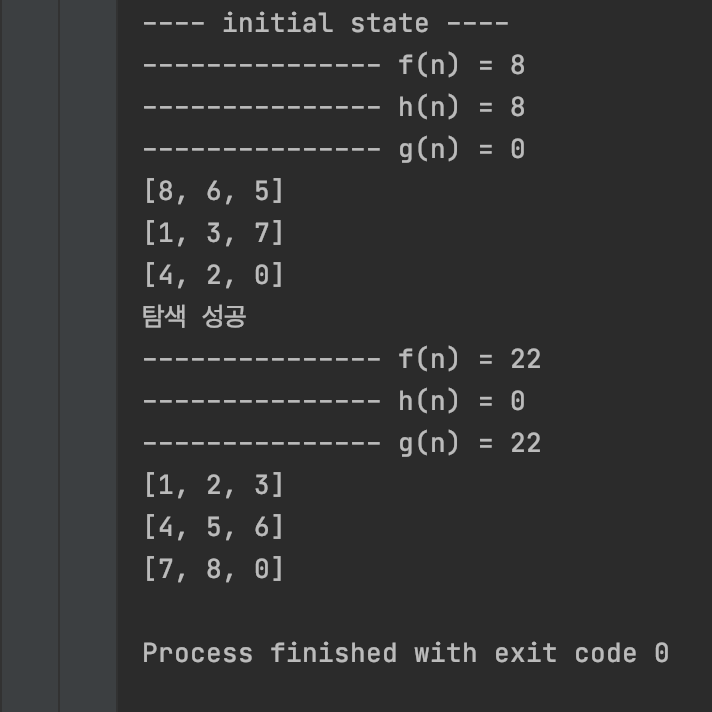 ---- initial state ----
--------------- f(n) = 8
--------------- h(n) = 8
--------------- g(n) = 0
[8, 6, 5]
[1, 3, 7]
[4, 2, 0]
탐색 성공
--------------- f(n) = 22
--------------- h(n) = 0
--------------- g(n) = 22
[1, 2, 3]
[4, 5, 6]
[7, 8, 0]
Process finished with exit code 0